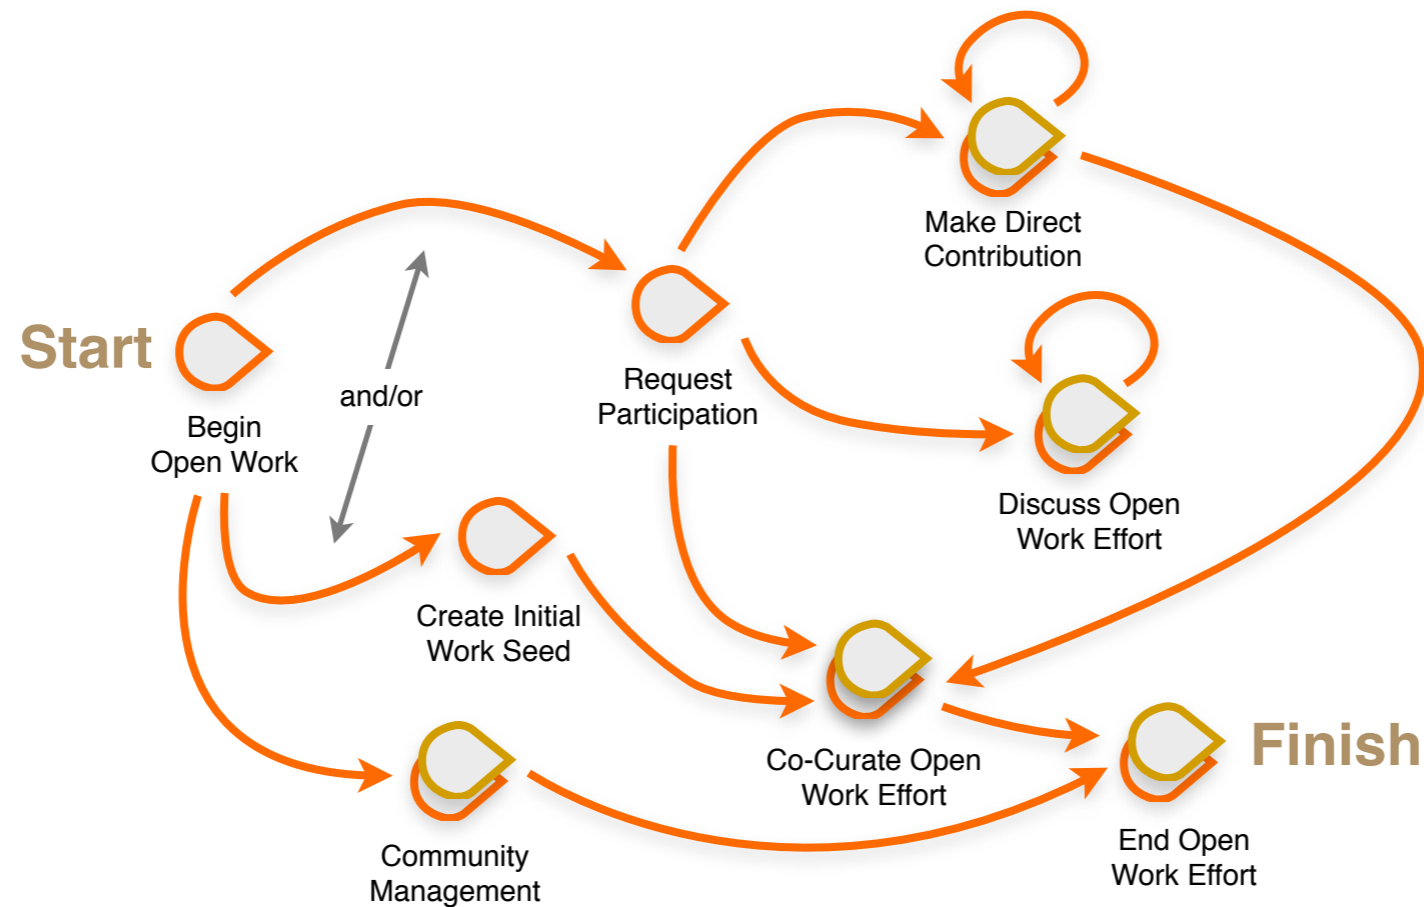 Make Direct
Contribution
Start
Begin
Open Work
and/or
Request
Participation
Discuss Open
Work Effort
Create Initial
Work Seed
Co-Curate Open
Work Effort
Finish
Community
Management
End Open
Work Effort